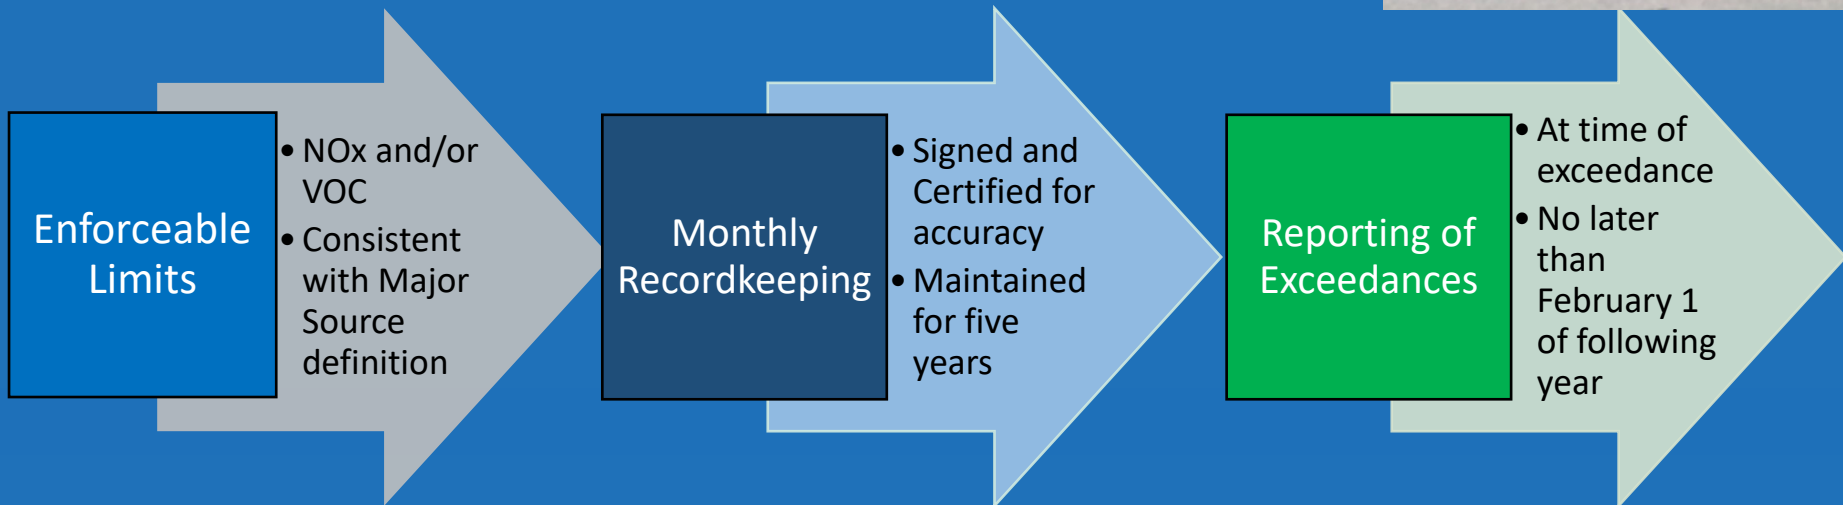 Enforceable
Limits
• NOx and/or
VOC
• Consistent
with Major
Source
definition
Monthly
Recordkeeping
• Signed and
Certified for
accuracy
• Maintained
for five
years
Reporting of
Exceedances
• At time of
exceedance
• No later
than
February 1
of following
year